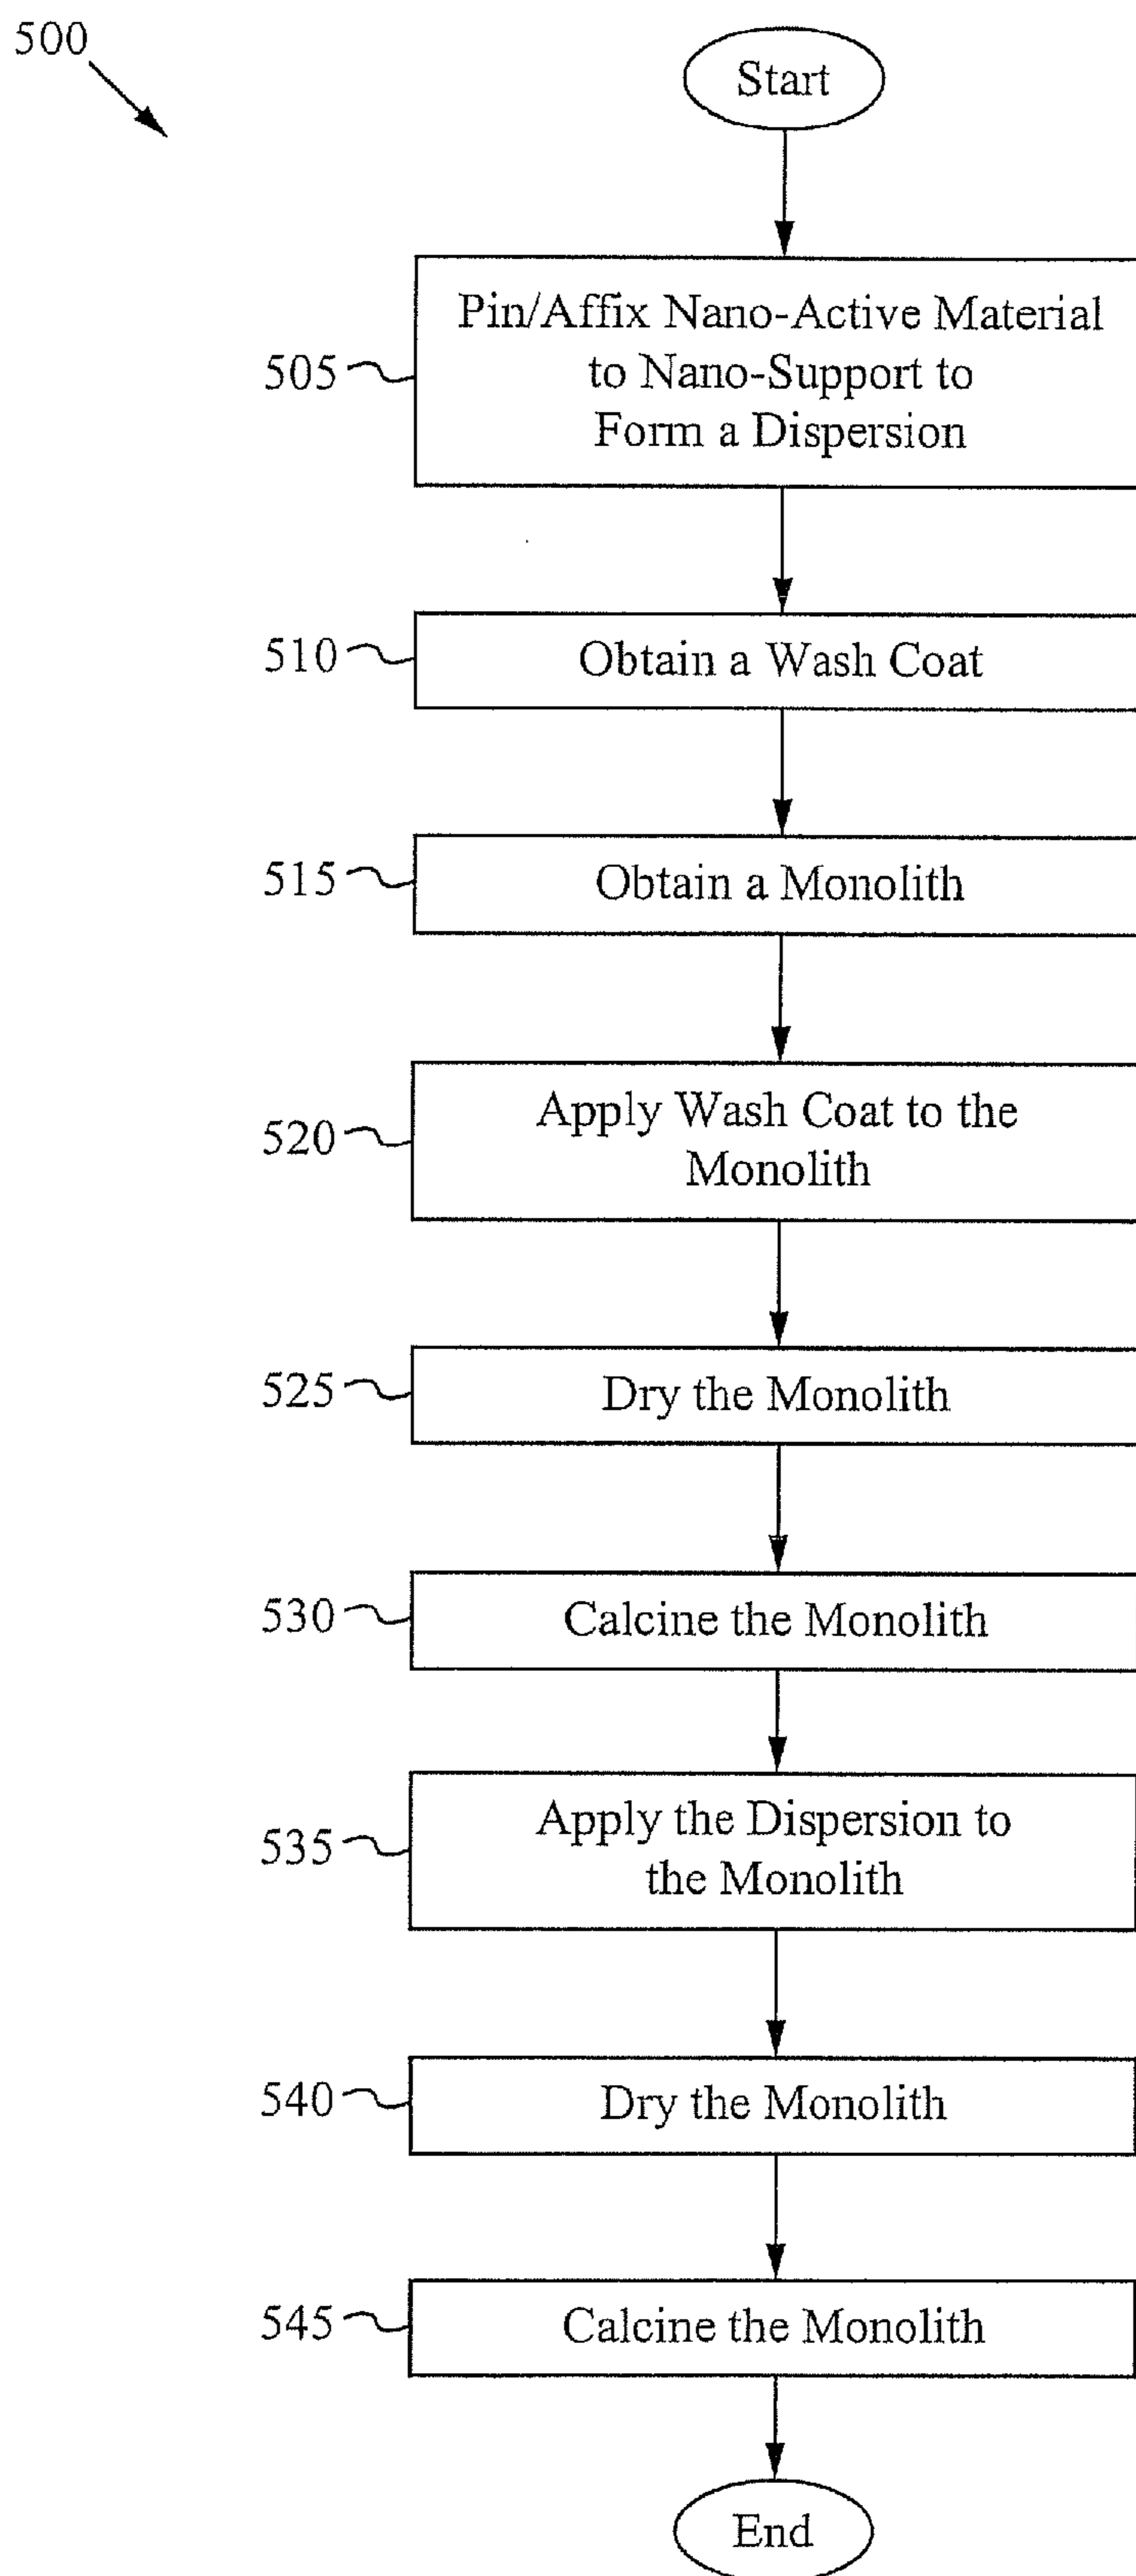 500
Start
505
Pin/Affix Nano-Active Material
to Nano-Support to
Form a Dispersion
510
Obtain a Wash Coat
515
Obtain a Monolith
520
Apply Wash Coat to the
Monolith
525
Dry the Monolith
530
Calcine the Monolith
535
Apply the Dispersion to
the Monolith
540
Dry the Monolith
545
Calcine the Monolith
End